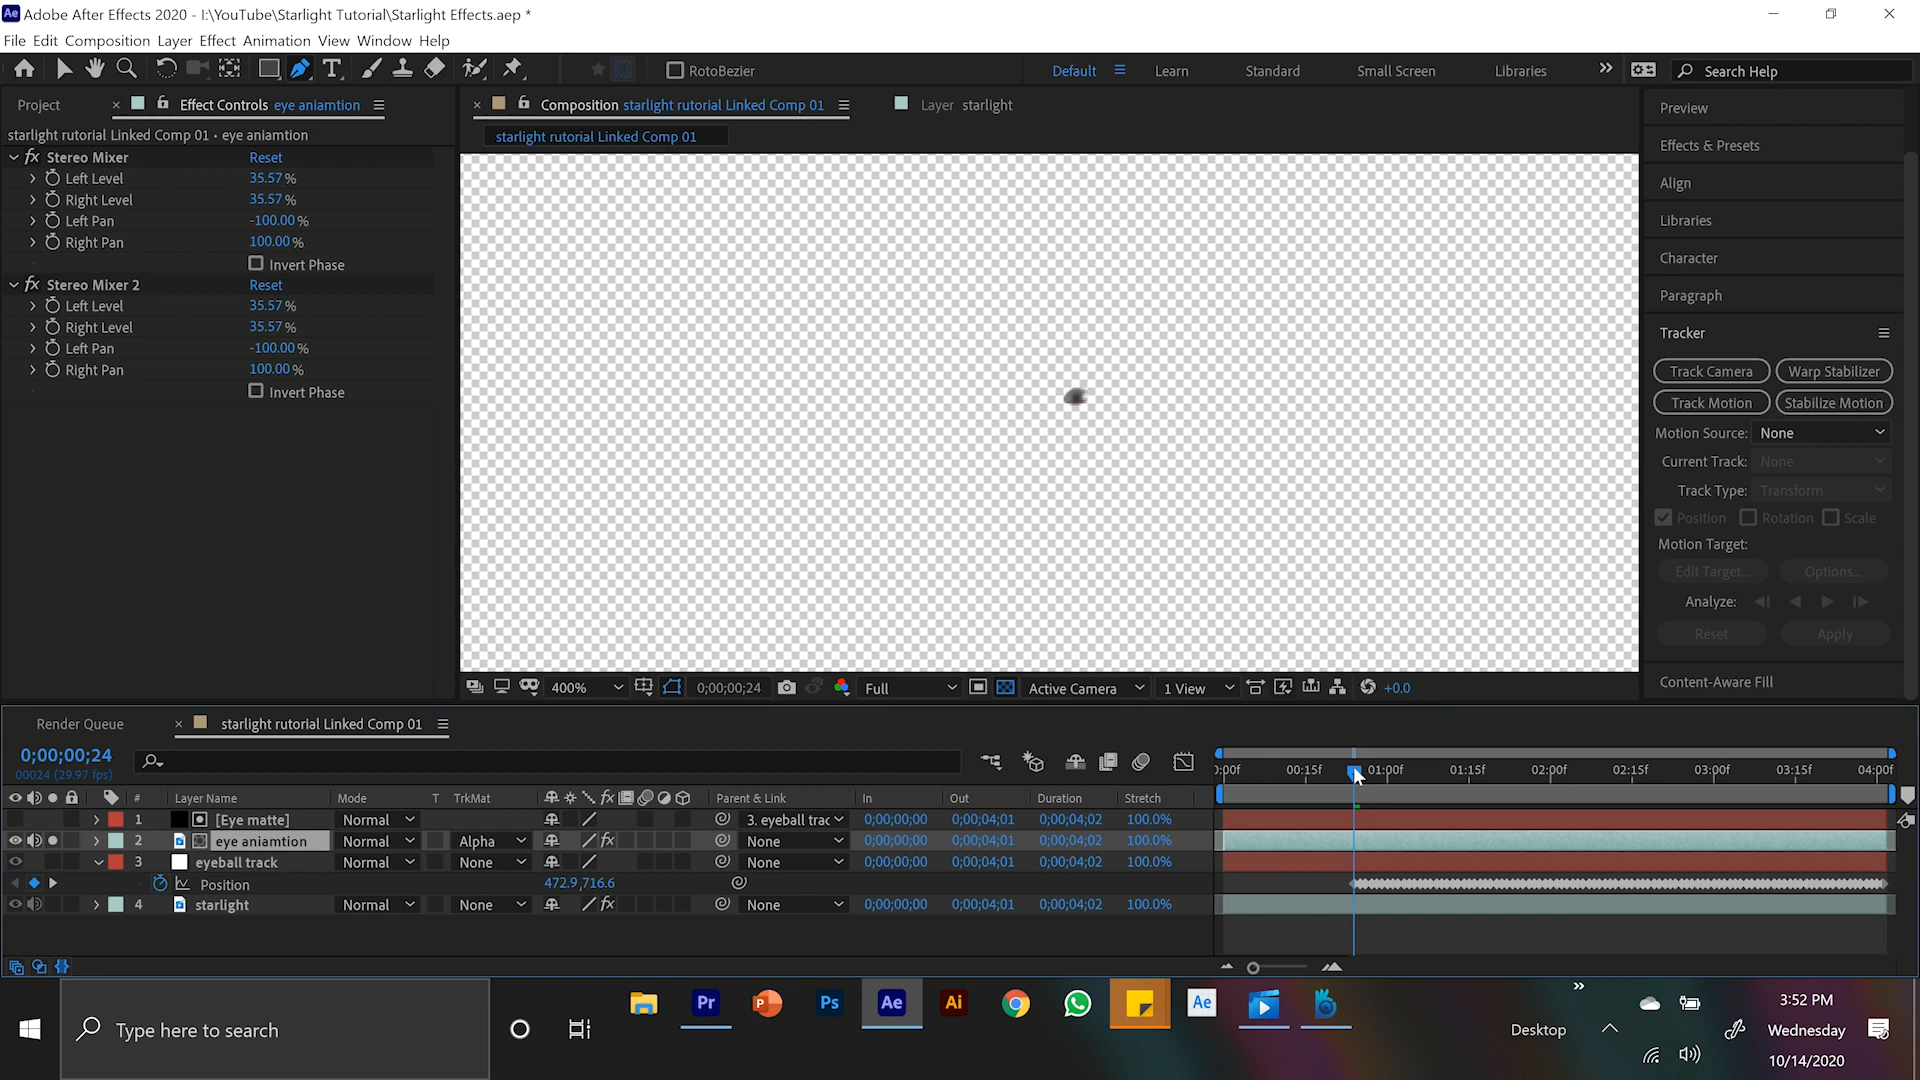 Ae Adobe After Effects 2020 - I:\YouTube\Starlight Tutorial\Starlight Effects.aep *
File Edit Composition Layer Effect Animation View Window Help
RotoBezier Default Learn Standard Small Screen Libraries Search Help
Project Effect Controls eye aniamtion Composition starlight rutorial Linked Comp 01 Layer starlight
starlight rutorial Linked Comp 01 • eye aniamtion
starlight rutorial Linked Comp 01
fx Stereo Mixer Reset
Left Level 35.57 %
Right Level 35.57 %
Left Pan -100.00 %
Right Pan 100.00 %
Invert Phase
fx Stereo Mixer 2 Reset
Left Level 35.57 %
Right Level 35.57 %
Left Pan -100.00 %
Right Pan 100.00 %
Invert Phase
400% 0;00;00;24 Full Active Camera 1 View +0.0
Preview
Effects & Presets
Align
Libraries
Character
Paragraph
Tracker
Track Camera Warp Stabilizer
Track Motion Stabilize Motion
Motion Source: None
Current Track: None
Track Type: Transform
Position Rotation Scale
Motion Target:
Edit Target... Options...
Analyze:
Reset Apply
Content-Aware Fill
Render Queue starlight rutorial Linked Comp 01
0;00;00;24
00024 (29.97 fps)
):00f 00:15f 01:00f 01:15f 02:00f 02:15f 03:00f 03:15f 04:00f
# Layer Name Mode T TrkMat fx Parent & Link In Out Duration Stretch
1 [Eye matte] Normal 3. eyeball trac 0;00;00;00 0;00;04;01 0;00;04;02 100.0%
2 eye aniamtion Normal Alpha fx None 0;00;00;00 0;00;04;01 0;00;04;02 100.0%
3 eyeball track Normal None None 0;00;00;00 0;00;04;01 0;00;04;02 100.0%
Position 472.9,716.6
4 starlight Normal None fx None 0;00;00;00 0;00;04;01 0;00;04;02 100.0%
Type here to search
Pr P Ps Ae Ai Ae
Desktop
3:52 PM
Wednesday
10/14/2020